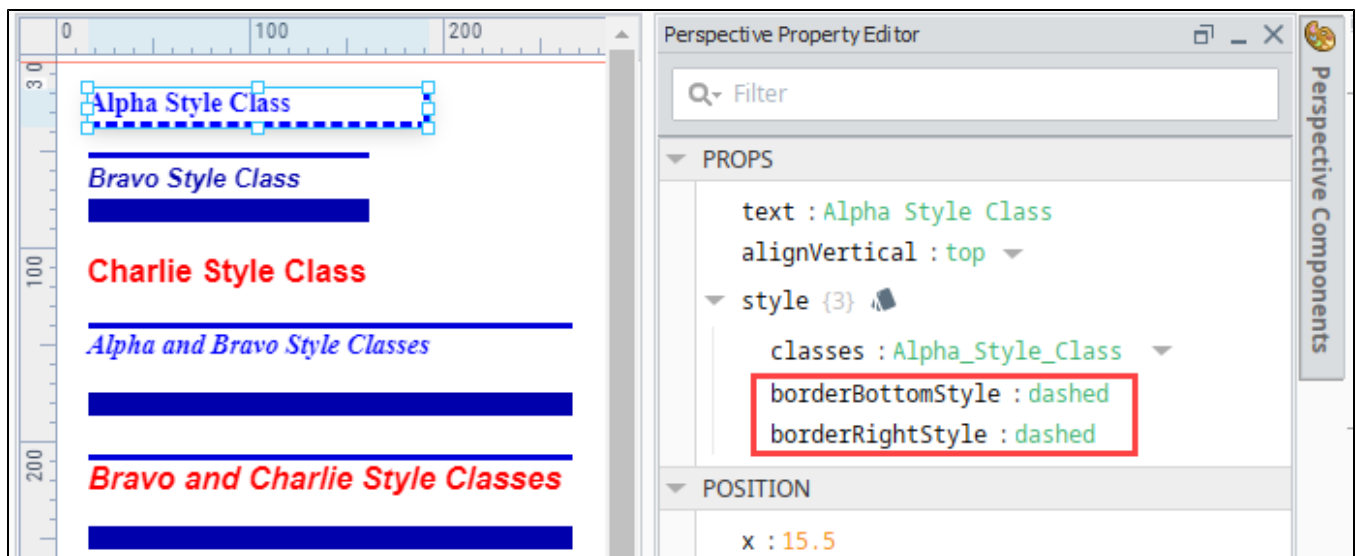 0 100 200
0
3
Alpha Style Class
Bravo Style Class
100
Charlie Style Class
Alpha and Bravo Style Classes
200
Bravo and Charlie Style Classes
Perspective Property Editor
Filter
PROPS
text : Alpha Style Class
alignVertical : top
style {3}
classes : Alpha_Style_Class
borderBottomStyle : dashed
borderRightStyle : dashed
POSITION
x : 15.5
Perspective Components